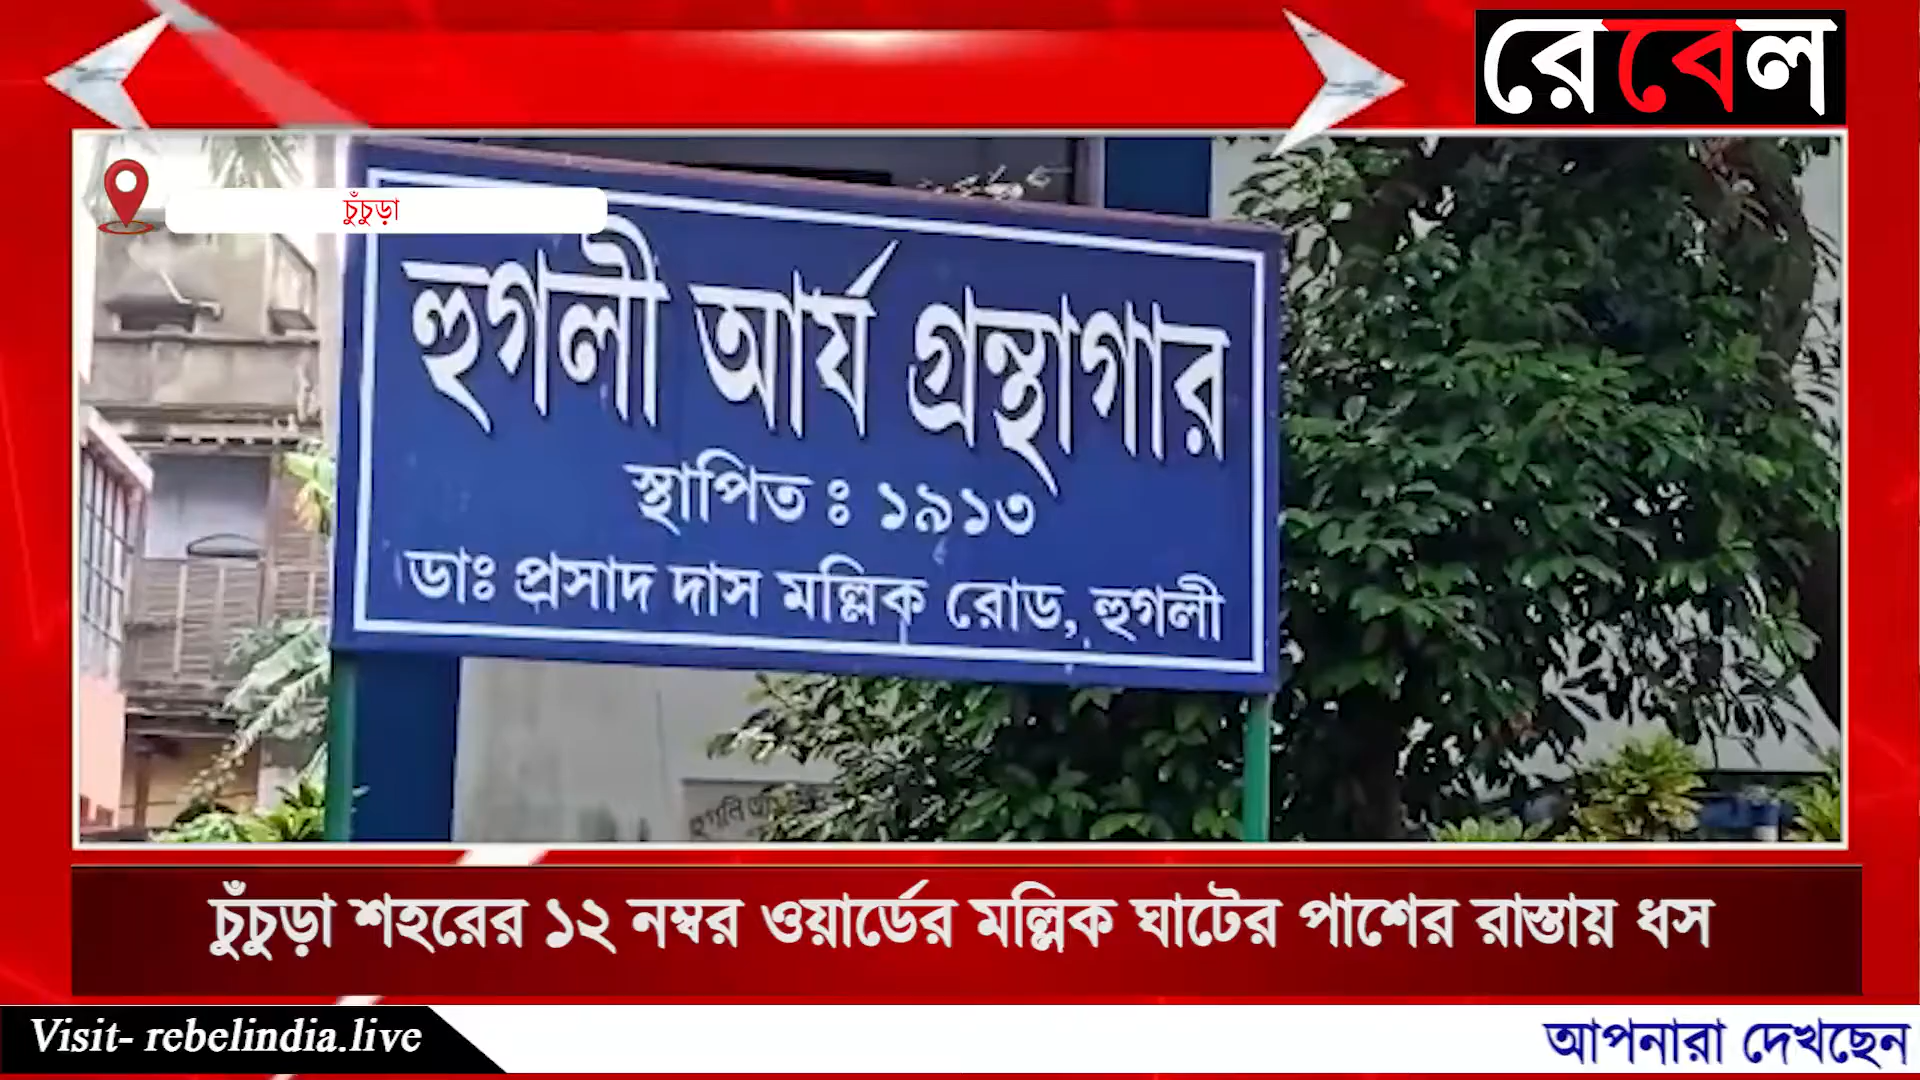 রেবেল
চুঁচুড়া
হুগলী আর্য গ্রন্থাগার
স্থাপিত ঃ ১৯১৩
ডাঃ প্রসাদ দাস মল্লিক রোড, হুগলী
হুগলি
চুঁচুড়া শহরের ১২ নম্বর ওয়ার্ডের মল্লিক ঘাটের পাশের রাস্তায় ধস
Visit- rebelindia.live
আপনারা দেখছেন